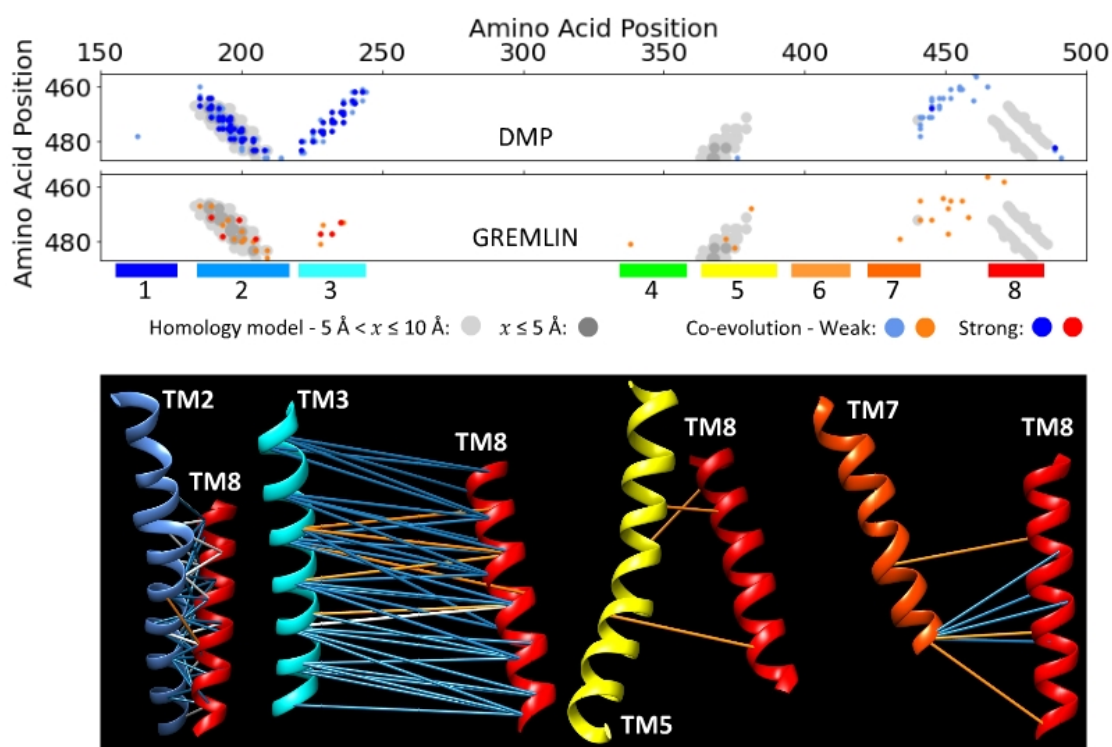 Amino Acid Position
150 200 250 300 350 400 450 500
Amino Acid Position
460
480
DMP
460
480
GREMLIN
1 2 3 4 5 6 7 8
Homology model - 5 Å < x ≤ 10 Å: x ≤ 5 Å: Co-evolution - Weak: Strong:
TM2
TM8
TM3
TM8
TM8
TM5
TM7
TM8